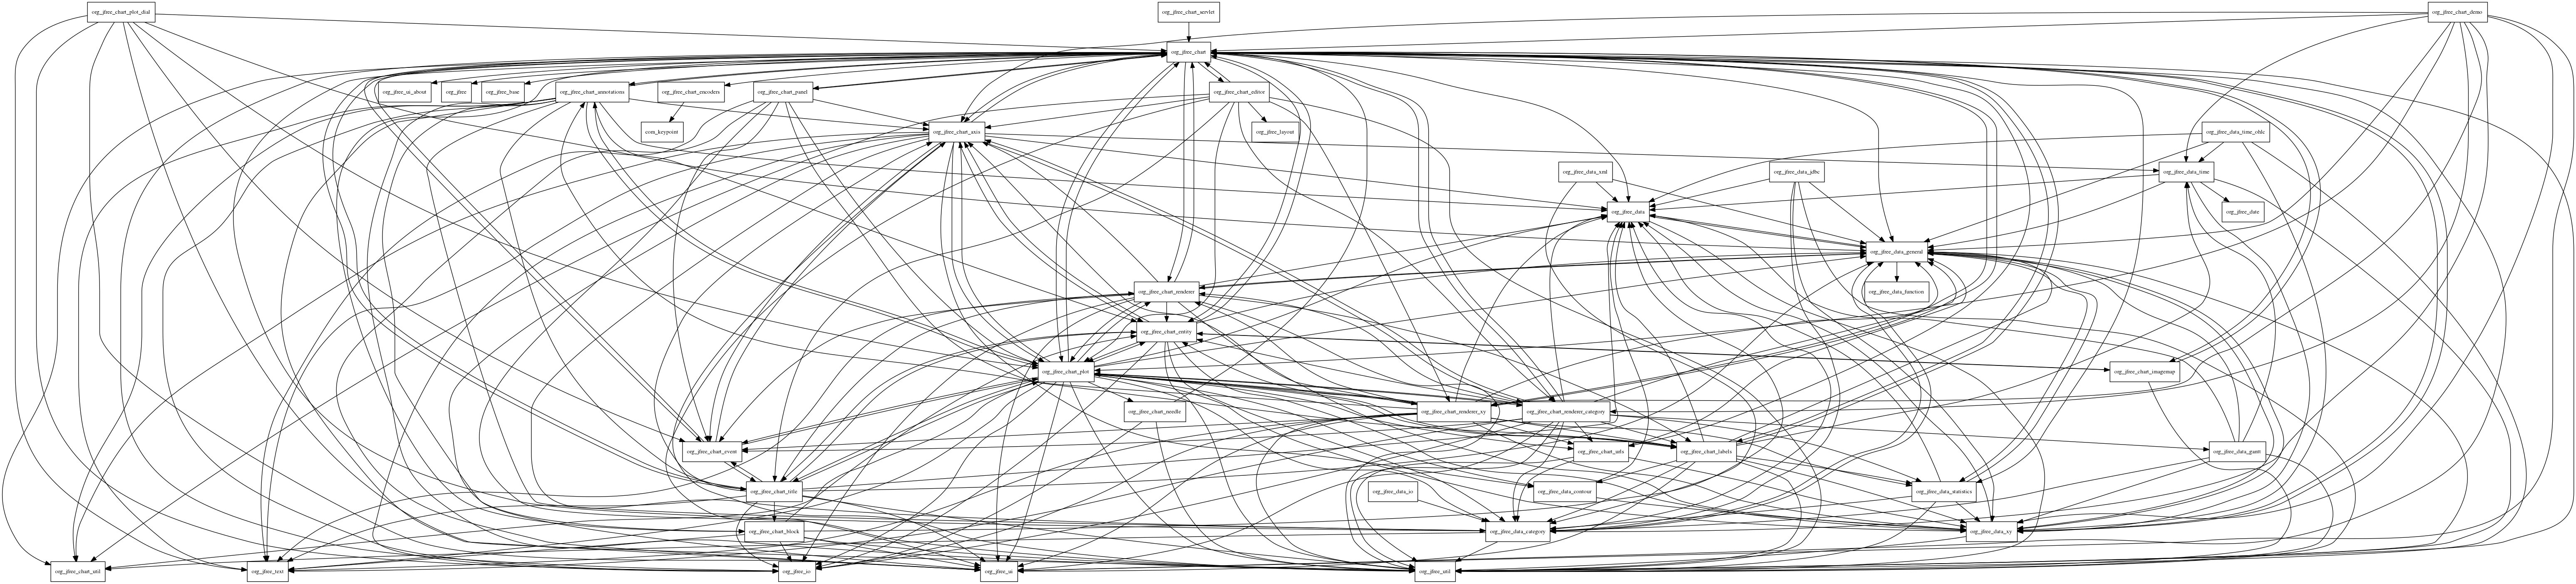 org_jfree_chart_plot_dial
org_jfree_chart_servlet
org_jfree_chart_demo
org_jfree_chart
org_jfree_ui_about
org_jfree
org_jfree_base
org_jfree_chart_annotations
org_jfree_chart_encoders
org_jfree_chart_panel
org_jfree_chart_editor
com_keypoint
org_jfree_chart_axis
org_jfree_layout
org_jfree_data_time_ohlc
org_jfree_data_xml
org_jfree_data_jdbc
org_jfree_data_time
org_jfree_data
org_jfree_date
org_jfree_data_general
org_jfree_chart_renderer
org_jfree_data_function
org_jfree_chart_entity
org_jfree_chart_plot
org_jfree_chart_imagemap
org_jfree_chart_needle
org_jfree_chart_renderer_xy
org_jfree_chart_renderer_category
org_jfree_chart_event
org_jfree_chart_urls
org_jfree_chart_labels
org_jfree_data_gantt
org_jfree_chart_title
org_jfree_data_io
org_jfree_data_contour
org_jfree_data_statistics
org_jfree_chart_block
org_jfree_data_category
org_jfree_data_xy
org_jfree_chart_util
org_jfree_text
org_jfree_io
org_jfree_ui
org_jfree_util